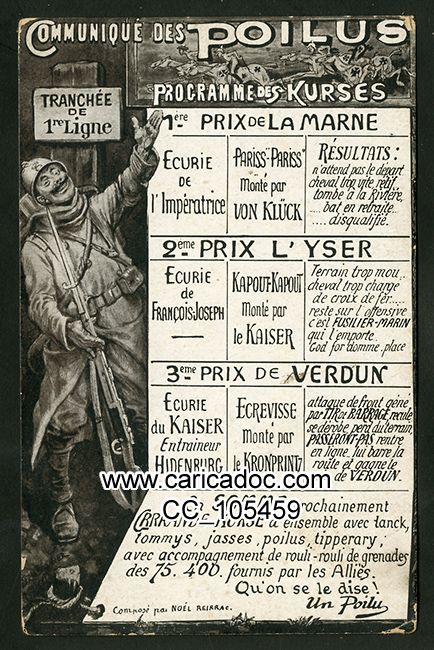 COMMUNIQUÉ DES POILUS
PROGRAMME DES KURSES
TRANCHÉE
DE
1re Ligne
1ère PRIX DE LA MARNE
ECURIE
DE
l'Impératrice
PARISS "PARISS"
Monté par
VON KLÜCK
RÉSULTATS :
n'attend pas le départ
cheval trop vite, rétif,
tombe à la Rivière,
.... bat en retraite....
.... disqualifié.
2ème PRIX L'YSER
ECURIE
de
FRANÇOIS-JOSEPH
KAPOUT-KAPOUT
Monté par
le KAISER
Terrain trop mou...
cheval trop chargé
de croix de fer....
reste sur l'offensive
c'est FUSILIER-MARIN
qui l'emporte
God for domme. place
3ème PRIX DE VERDUN
ECURIE
du KAISER
Entraineur
HIDENBURG
ECREVISSE
Monté par
le KRONPRINTZ
attaque de front gêné
par TIR DE BARRAGE, recule
se dérobe, perd du terrain,
PASSERONT-PAS rentre
en ligne, lui barre la
route et gagne le
DE VERDUN.
www.caricadoc.com
CC_105459
prochainement
d'ensemble avec tanck,
tommys, jasses, poilus, tipperary;
avec accompagnement de rouli-rouli de grenades
des 75. 400. fournis par les Alliés.
Qu'on se le dise !
Un Poilu
Composé par NOËL